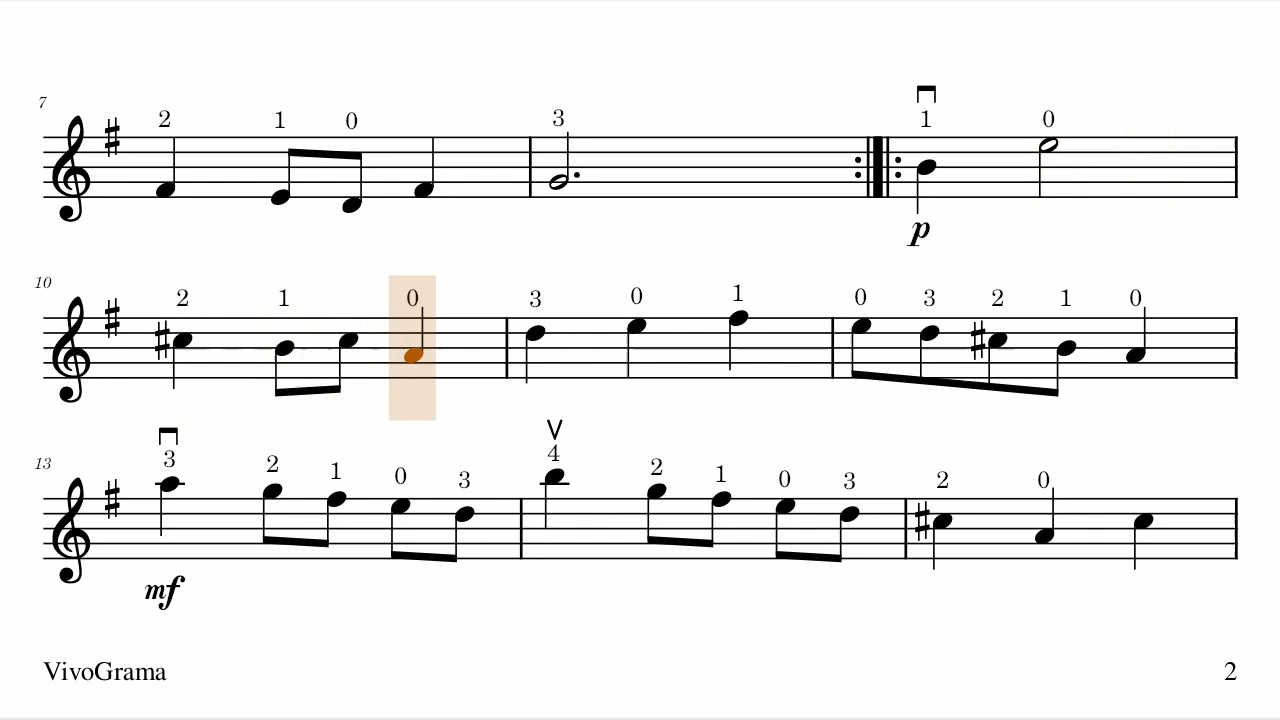 7
2 1 0 3 1 0
p
10
2 1 0 3 0 1 0 3 2 1 0
13
3 2 1 0 3 4 2 1 0 3 2 0
mf
VivoGrama 2